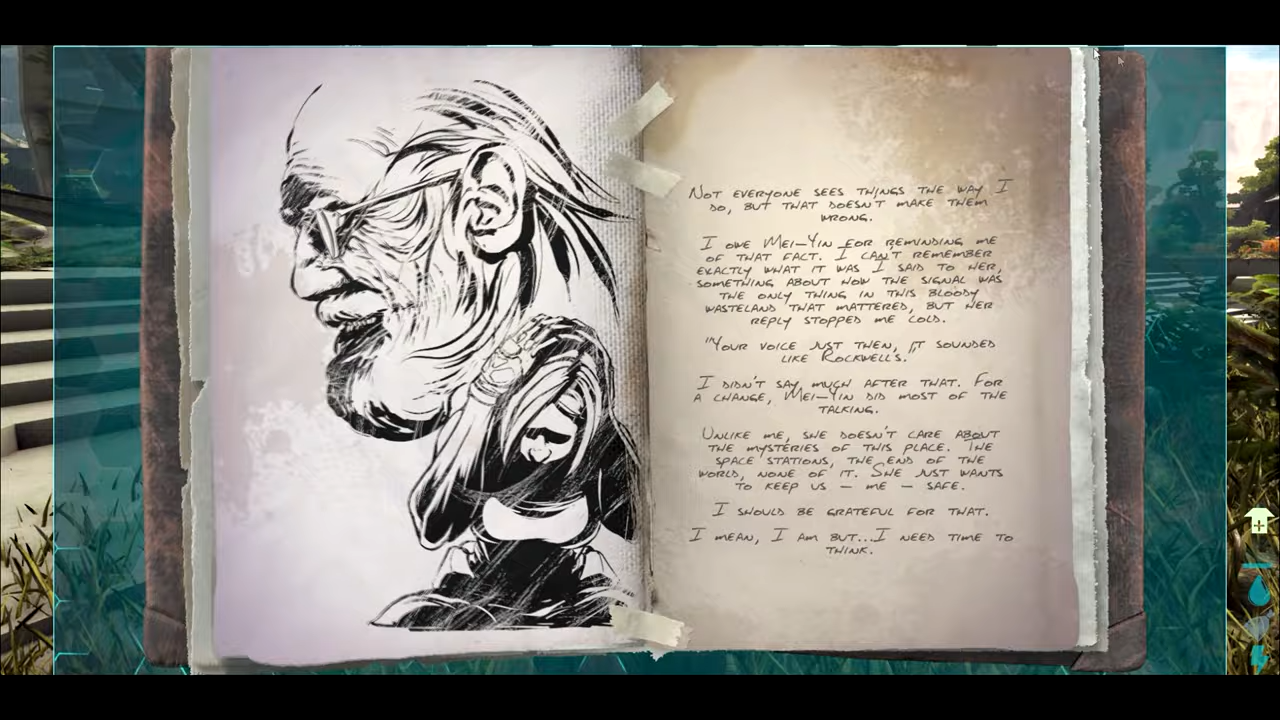 Not everyone sees things the way I
do, but that doesn't make them
wrong.
I owe Mei-Yin for reminding me
of that fact. I can't remember
exactly what it was I said to her,
something about how the signal was
the only thing in this bloody
wasteland that mattered, but her
reply stopped me cold.
"Your voice just then, it sounded
like Rockwell's."
I didn't say much after that. For
a change, Mei-Yin did most of the
talking.
Unlike me, she doesn't care about
the mysteries of this place. The
space stations, the end of the
world, none of it. She just wants
to keep us – me – safe.
I should be grateful for that.
I mean, I am but...I need time to
think.